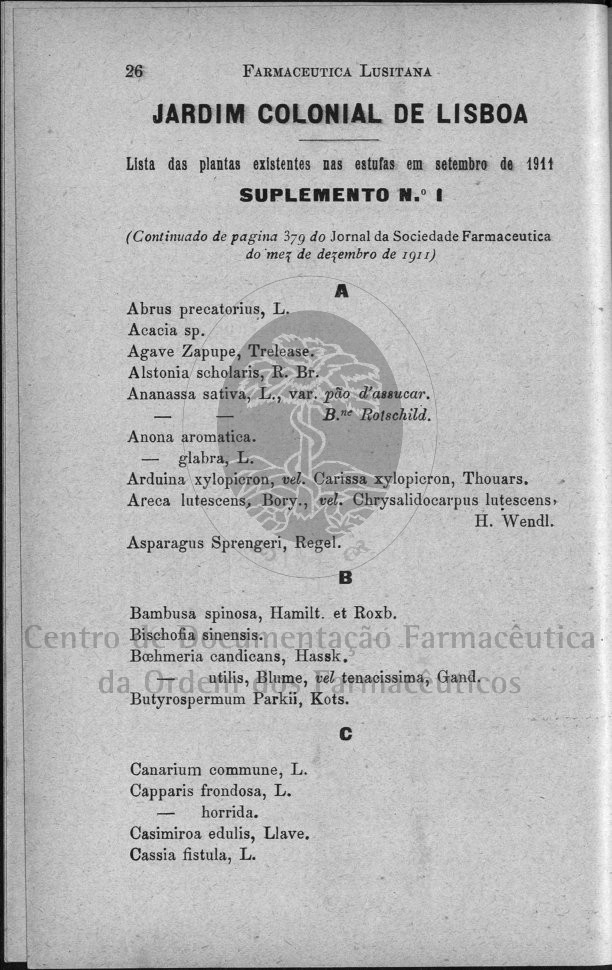 26 FARMACEUTICA LUSITANA
JARDIM COLONIAL DE LISBOA
Lista das plantas existentes nas estufas em setembro de 1911
SUPLEMENTO N.º I
(Continuado de pagina 379 do Jornal da Sociedade Farmaceutica
do mez de dezembro de 1911)
A
Abrus precatorius, L.
Acacia sp.
Agave Zapupe, Trelease.
Alstonia scholaris, R. Br.
Ananassa sativa, L., var. pão d'assucar.
— — B.ne Rotschild.
Anona aromatica.
— glabra, L.
Arduina xylopicron, vel. Carissa xylopicron, Thouars.
Areca lutescens, Bory., vel. Chrysalidocarpus lutescens,
H. Wendl.
Asparagus Sprengeri, Regel.
B
Bambusa spinosa, Hamilt. et Roxb.
Bischofia sinensis.
Centro de Documentação Farmacêutica
Bœhmeria candicans, Hassk.
— utilis, Blume, vel tenacissima, Gand.
da Ordem dos Farmacêuticos
Butyrospermum Parkii, Kots.
C
Canarium commune, L.
Capparis frondosa, L.
— horrida.
Casimiroa edulis, Llave.
Cassia fistula, L.